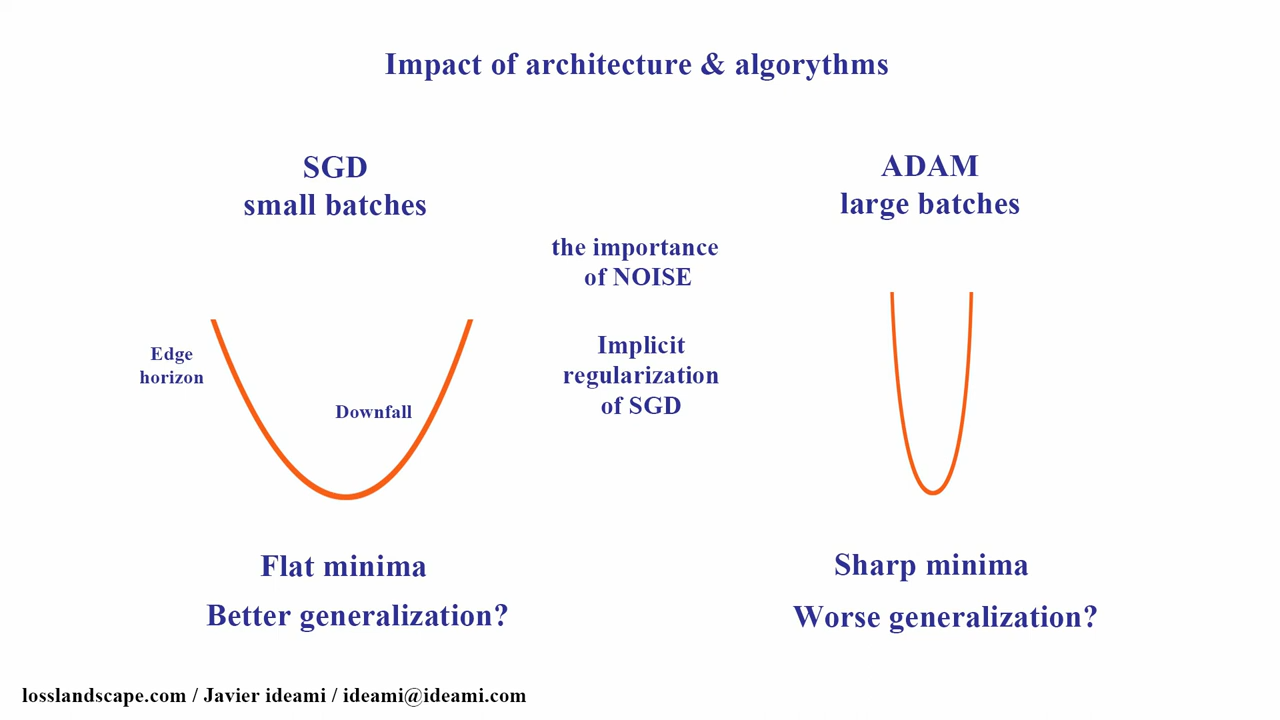 Impact of architecture & algorythms
SGD
small batches
ADAM
large batches
the importance
of NOISE
Implicit
regularization
of SGD
Edge
horizon
Downfall
Flat minima
Better generalization?
Sharp minima
Worse generalization?
losslandscape.com / Javier ideami / ideami@ideami.com